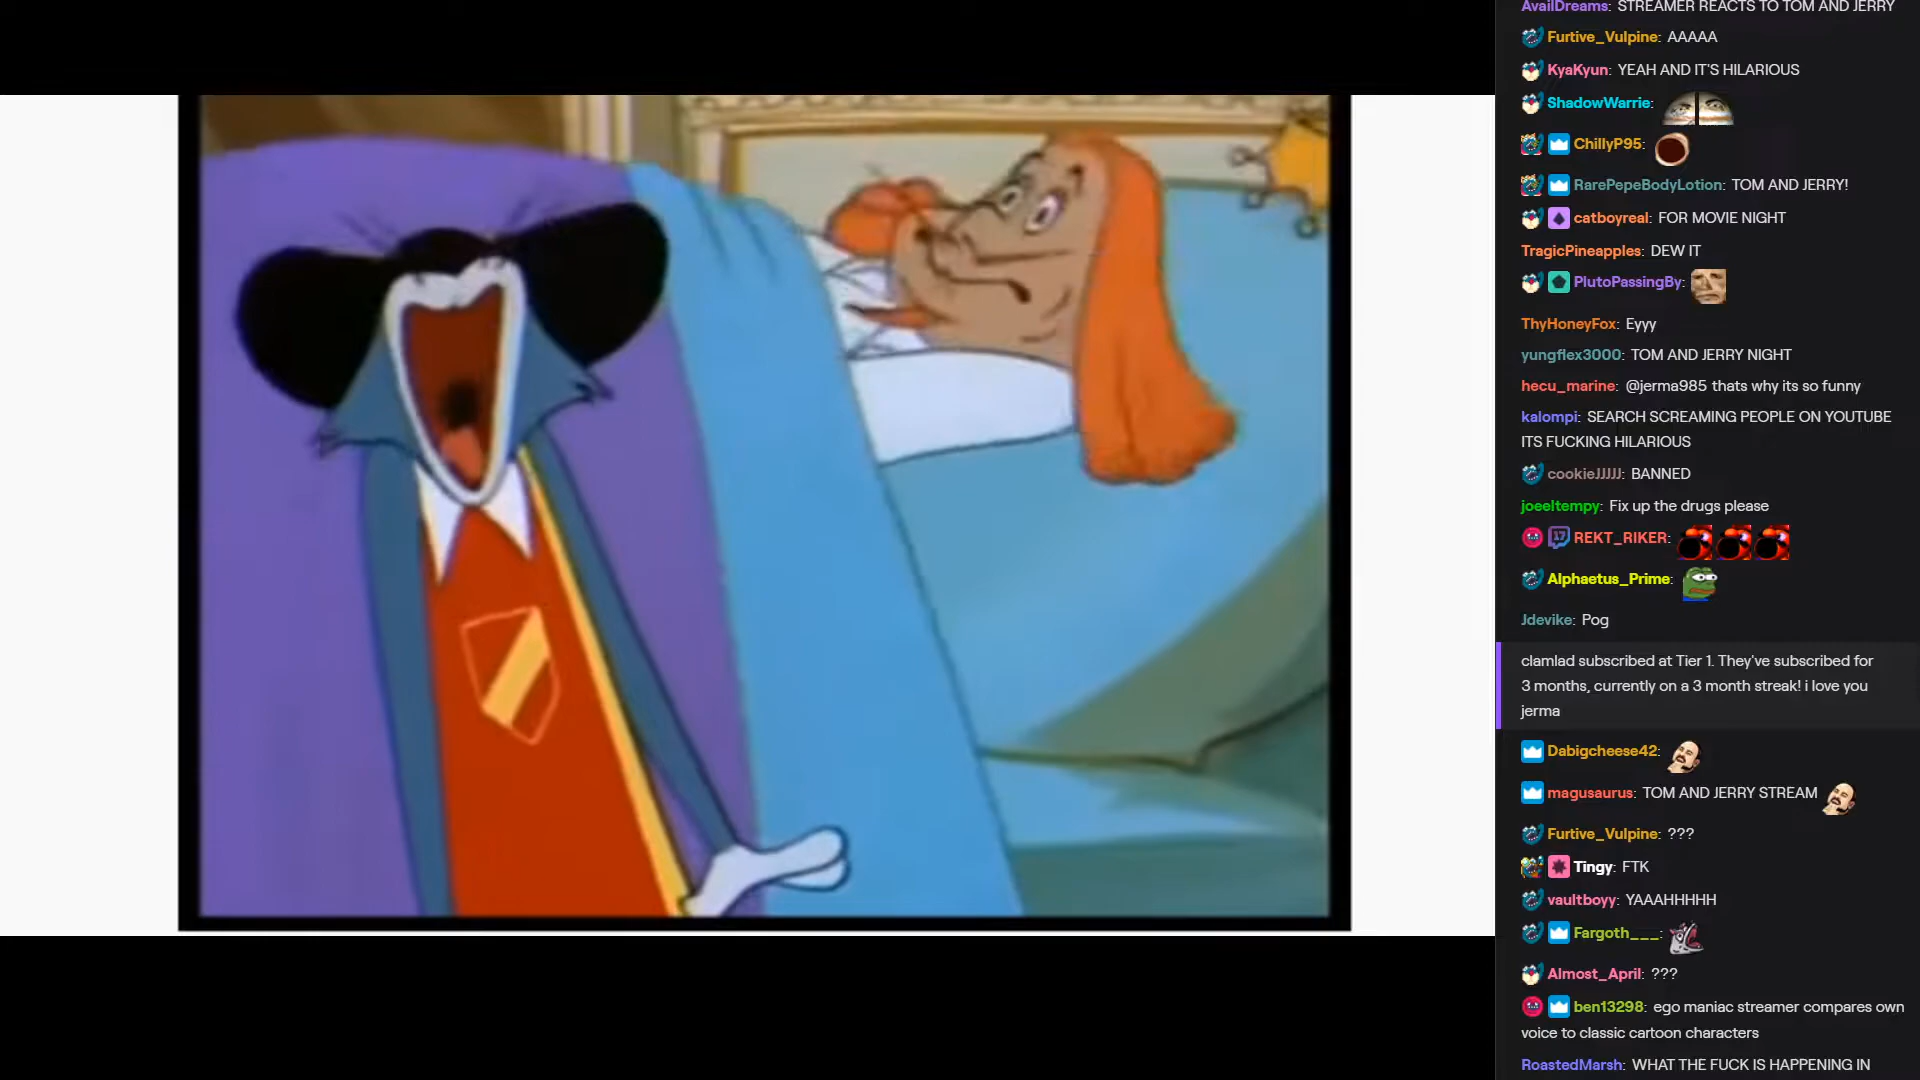 AvailDreams: STREAMER REACTS TO TOM AND JERRY
Furtive_Vulpine: AAAAA
KyaKyun: YEAH AND IT'S HILARIOUS
ShadowWarrie:
ChillyP95:
RarePepeBodyLotion: TOM AND JERRY!
catboyreal: FOR MOVIE NIGHT
TragicPineapples: DEW IT
PlutoPassingBy:
ThyHoneyFox: Eyyy
yungflex3000: TOM AND JERRY NIGHT
hecu_marine: @jerma985 thats why its so funny
kalompi: SEARCH SCREAMING PEOPLE ON YOUTUBE
ITS FUCKING HILARIOUS
cookieJJJJJ: BANNED
joeeltempy: Fix up the drugs please
17 REKT_RIKER:
Alphaetus_Prime:
Jdevike: Pog
clamlad subscribed at Tier 1. They've subscribed for
3 months, currently on a 3 month streak! i love you
jerma
Dabigcheese42:
magusaurus: TOM AND JERRY STREAM
Furtive_Vulpine: ???
Tingy: FTK
vaultboyy: YAAAHHHHH
Fargoth___:
Almost_April: ???
ben13298: ego maniac streamer compares own
voice to classic cartoon characters
RoastedMarsh: WHAT THE FUCK IS HAPPENING IN